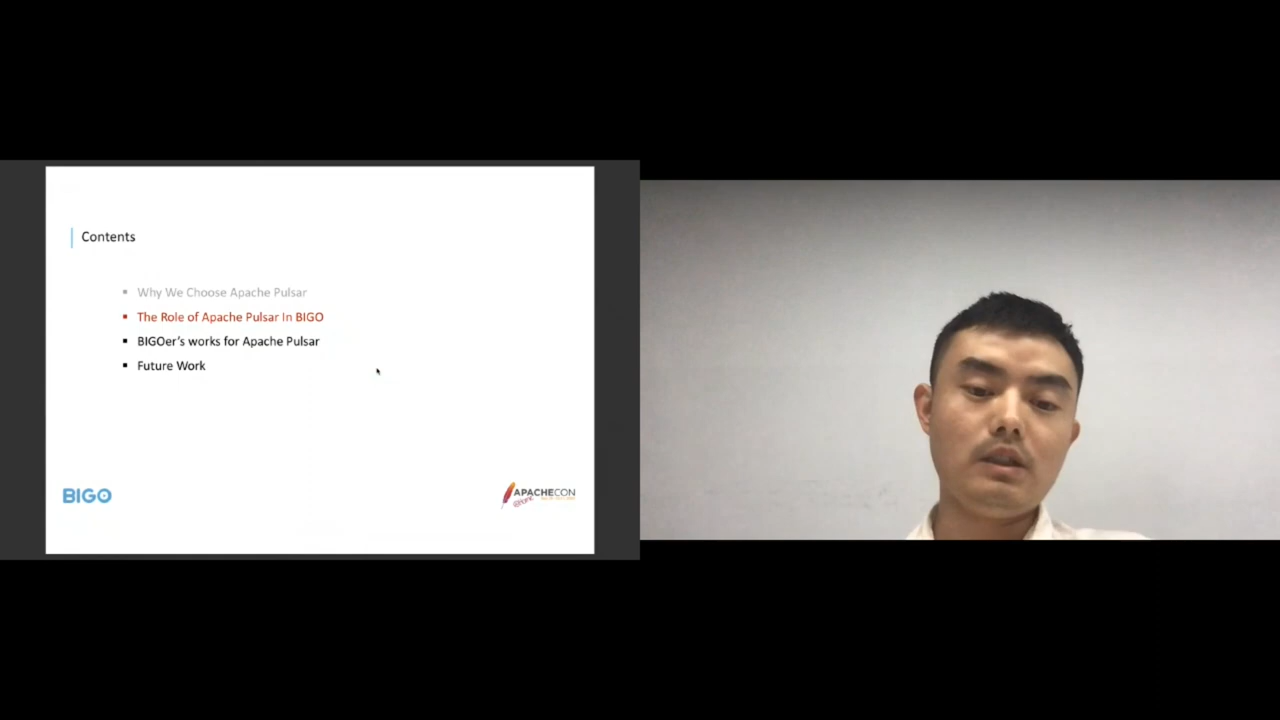 Contents
Why We Choose Apache Pulsar
The Role of Apache Pulsar In BIGO
BIGOer's works for Apache Pulsar
Future Work
BIGO
APACHECON